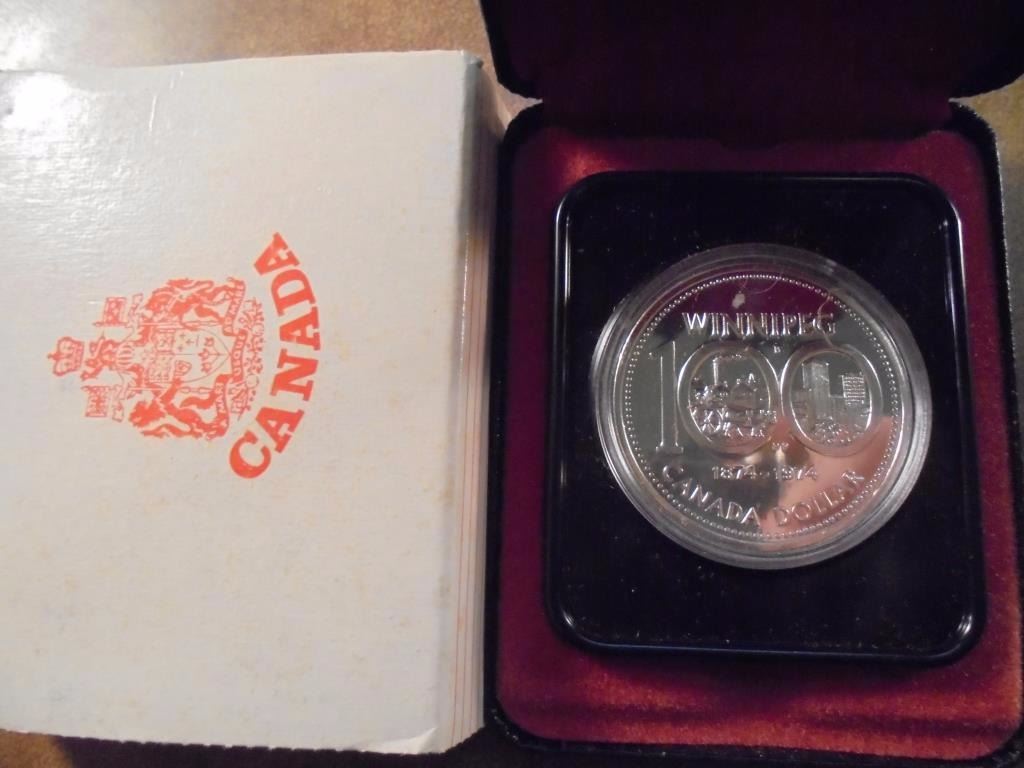 CANADA
WINNIPEG
100
1874-1974
CANADA DOLLAR